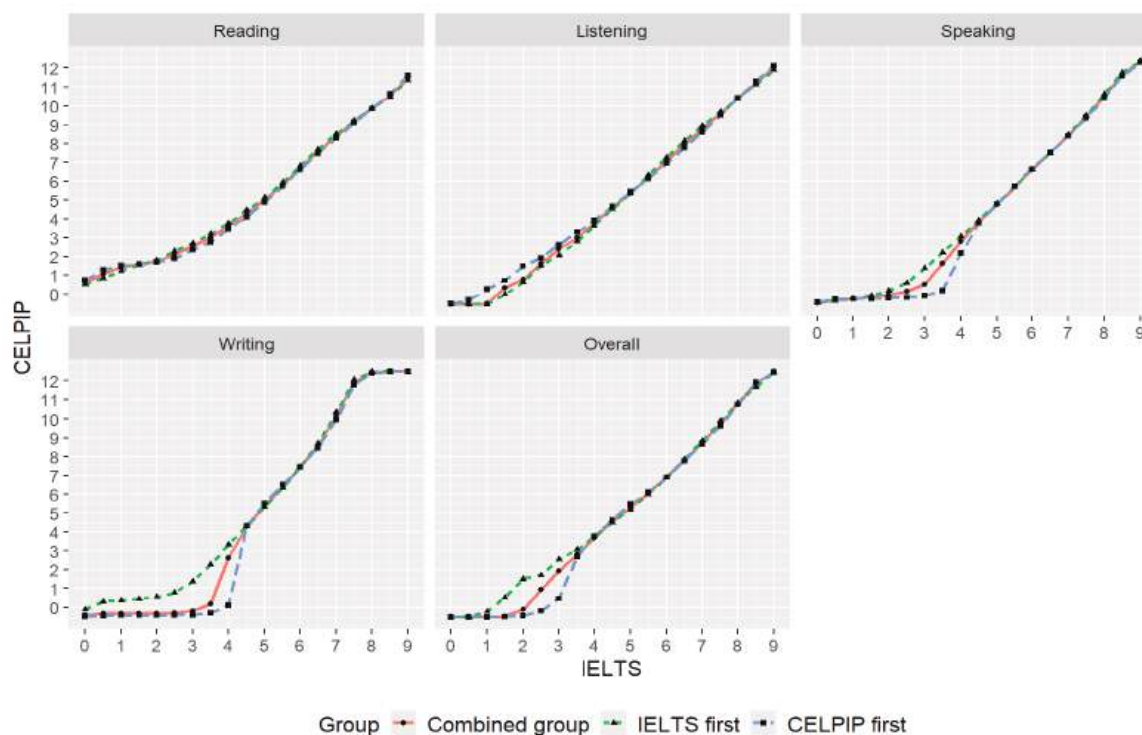 Reading
Listening
Speaking
12
11
10
9
8
7
6
5
4
3
2
1
0
0 1 2 3 4 5 6 7 8 9
CELPIP
Writing
Overall
12
11
10
9
8
7
6
5
4
3
2
1
0
0 1 2 3 4 5 6 7 8 9
0 1 2 3 4 5 6 7 8 9
IELTS
Group Combined group IELTS first CELPIP first